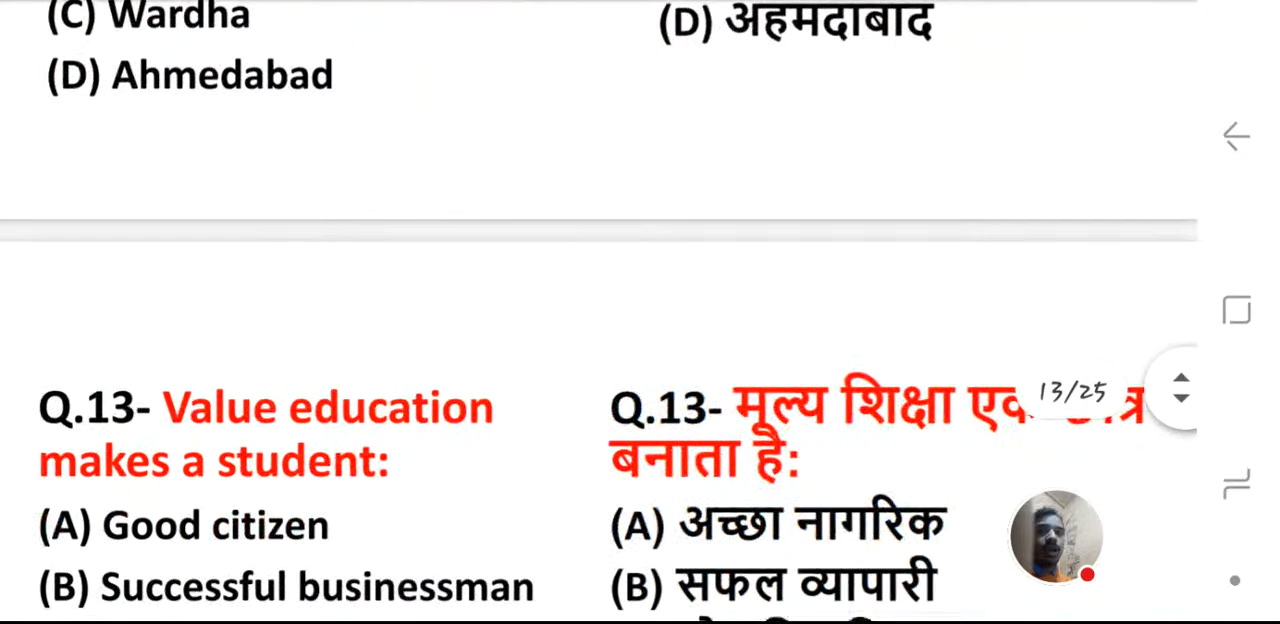 (C) Wardha
(D) Ahmedabad
(D) अहमदाबाद
Q.13- Value education
makes a student:
(A) Good citizen
(B) Successful businessman
Q.13- मूल्य शिक्षा
बनाता है:
(A) अच्छा नागरिक
(B) सफल व्यापारी
13/25